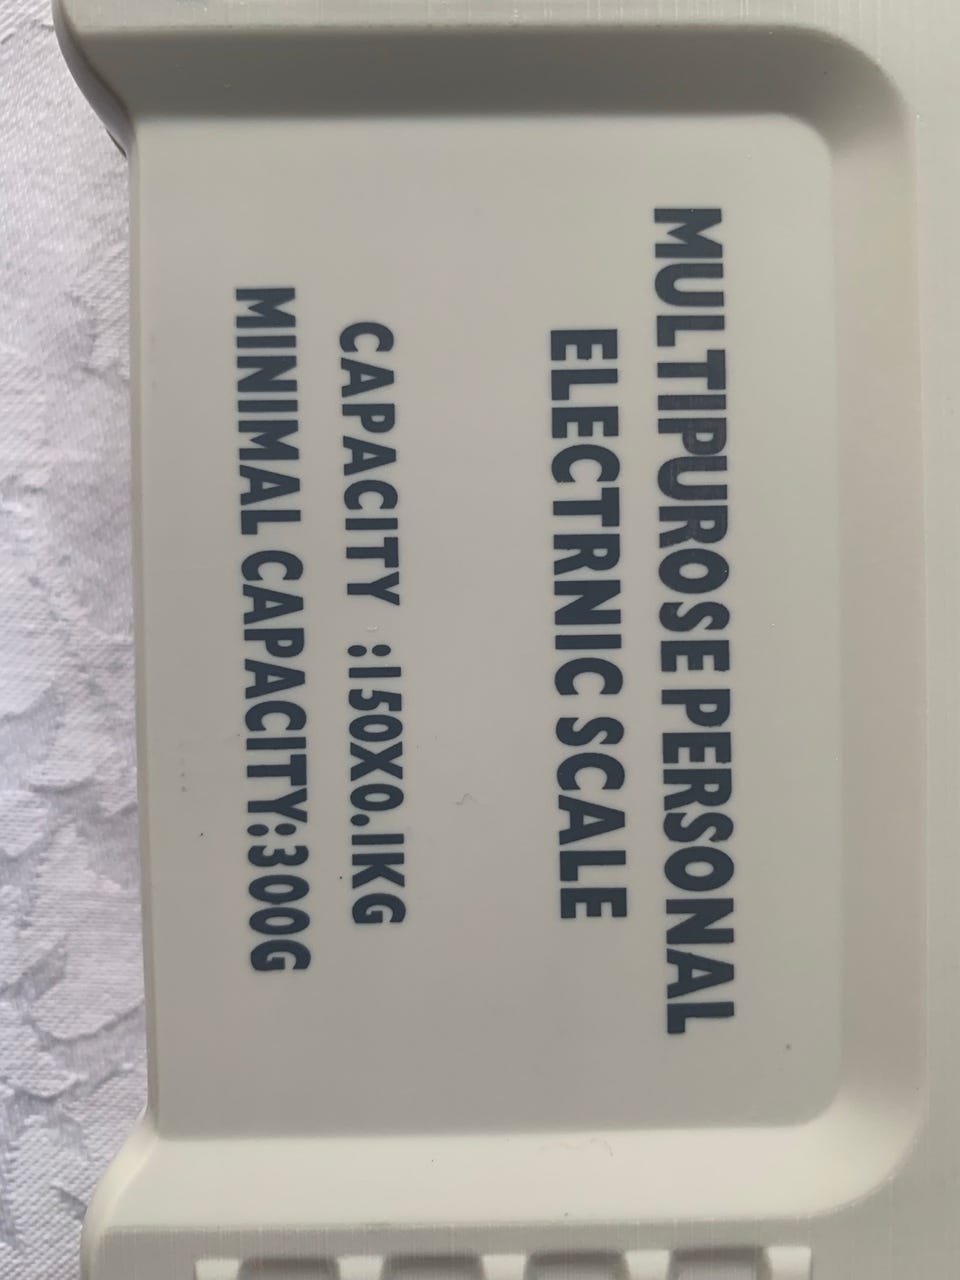 MULTIPUROSE PERSONAL
ELECTRNIC SCALE
CAPACITY :150X0.1KG
MINIMAL CAPACITY:300G